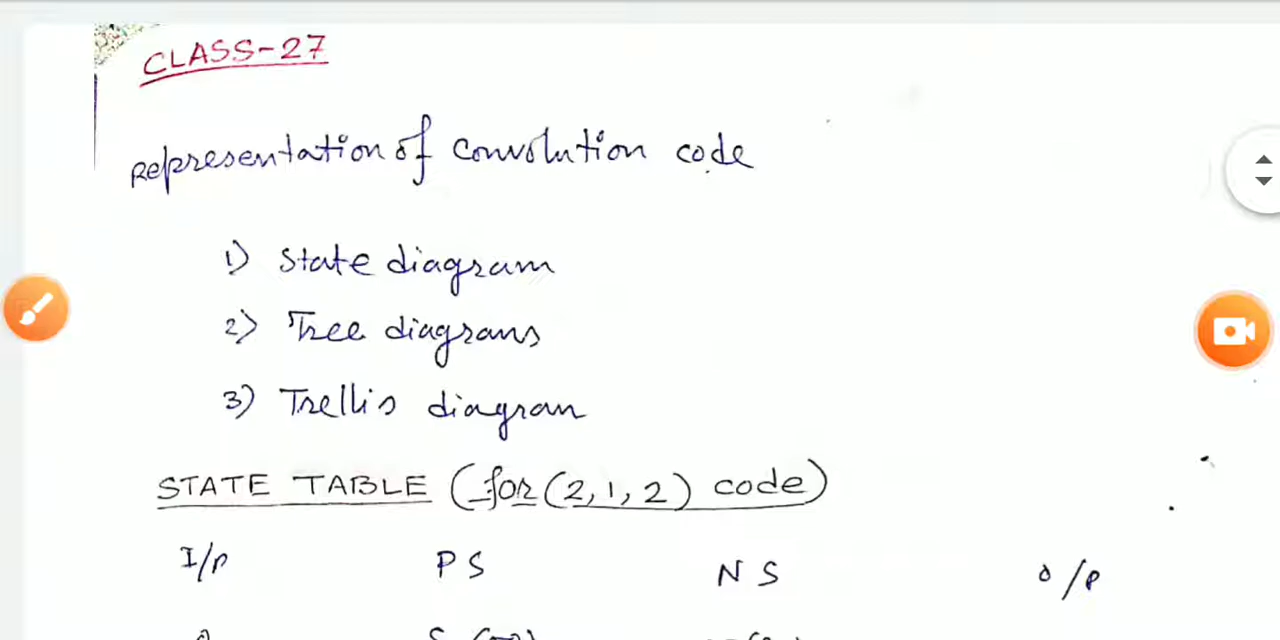 CLASS-27
Representation of convolution code
1) State diagram
2) Tree diagrams
3) Trellis diagram
STATE TABLE (for (2, 1, 2) code)
I/P PS NS O/P